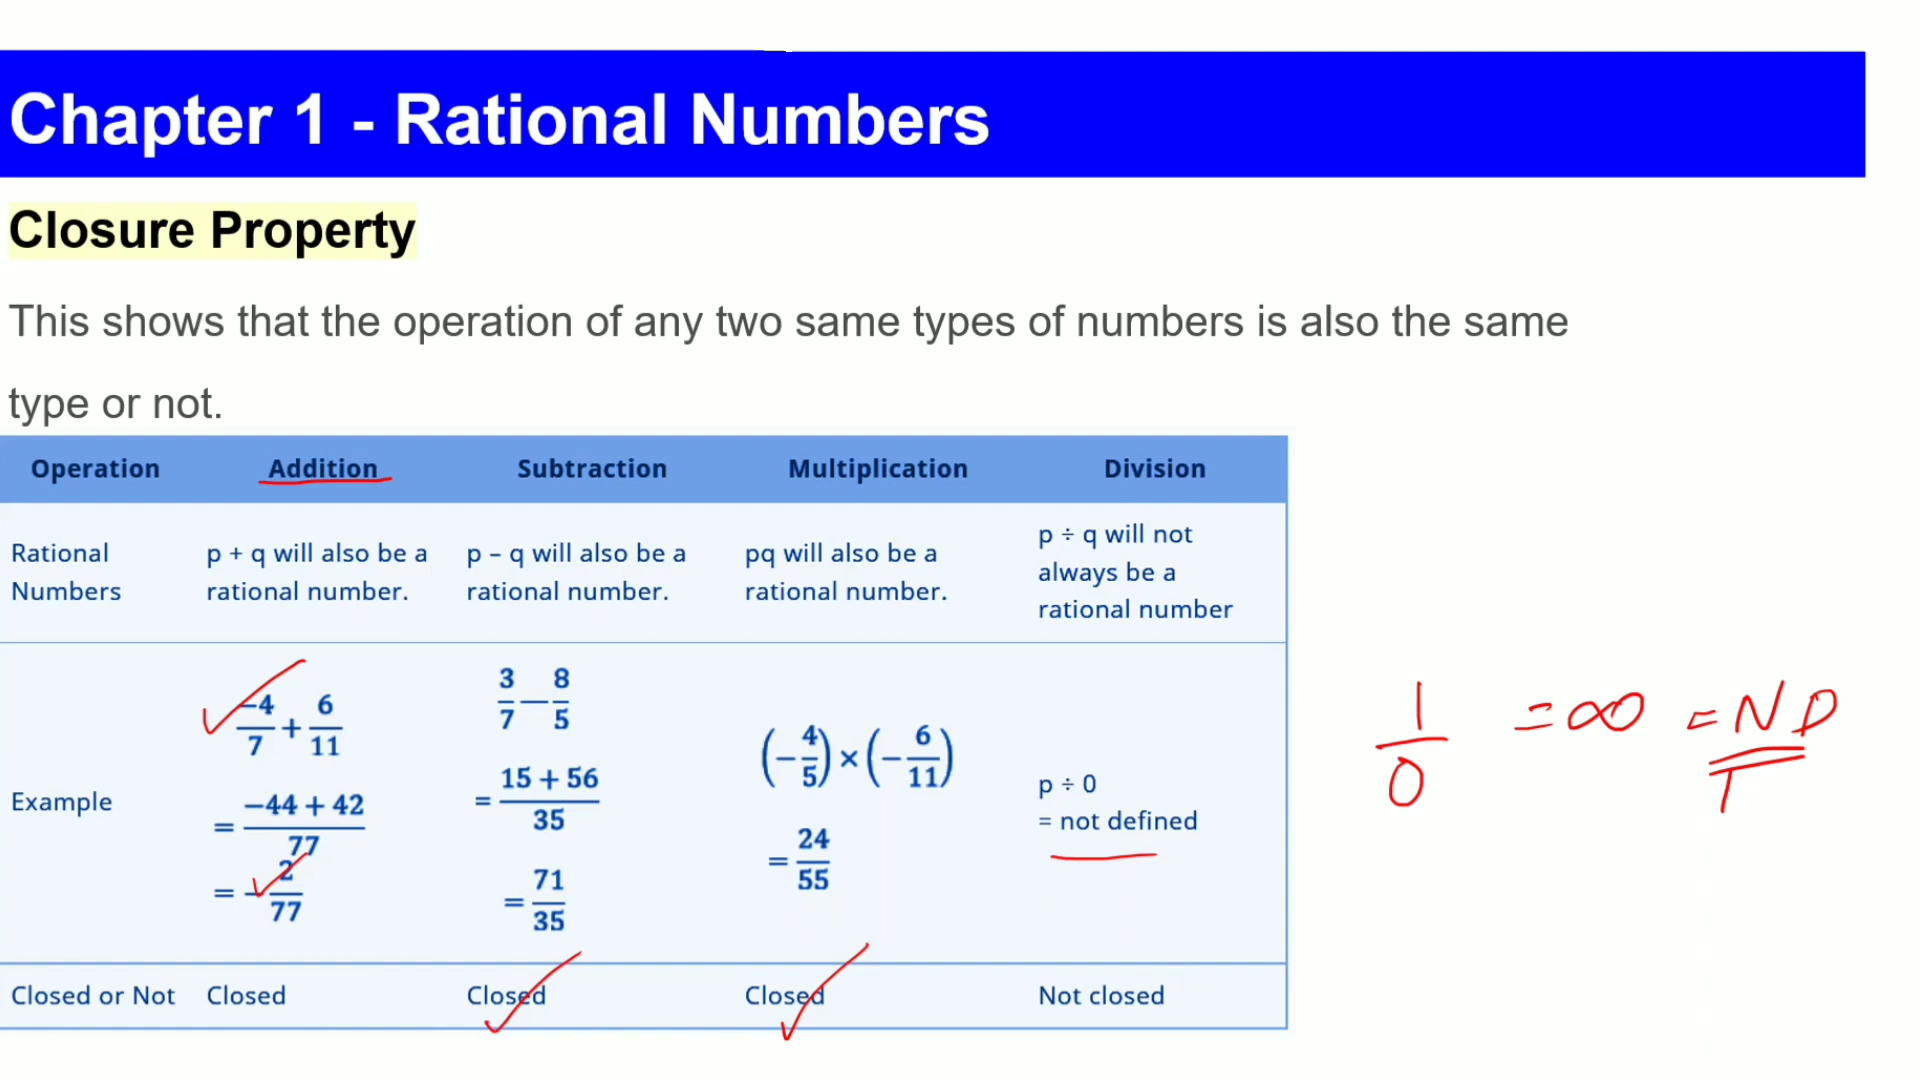 Chapter 1 - Rational Numbers
Closure Property
This shows that the operation of any two same types of numbers is also the same
type or not.
Operation Addition Subtraction Multiplication Division
Rational
Numbers
p + q will also be a
rational number.
p – q will also be a
rational number.
pq will also be a
rational number.
p ÷ q will not
always be a
rational number
Example
−4/7 + 6/11
= −44 + 42/77
= −2/77
3/7 − 8/5
= 15 + 56/35
= 71/35
(−4/5) × (−6/11)
= 24/55
p ÷ 0
= not defined
Closed or Not Closed Closed Closed Not closed
1/0 = ∞ = ND